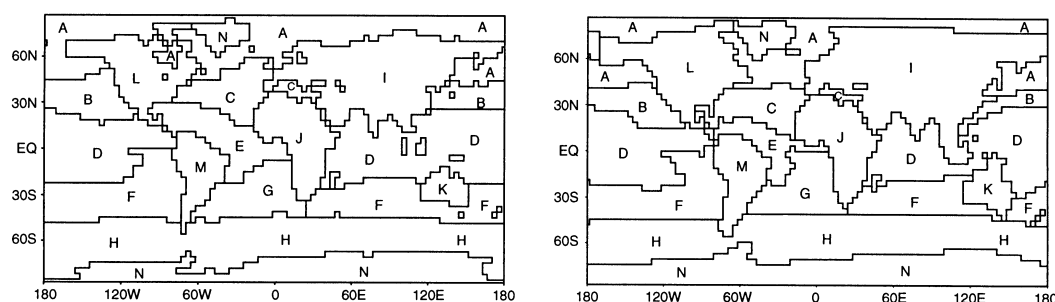 A N A A
60N A A
L I
B C C B
30N
E J
EQ D M D D
30S F G F K F
60S H H H
N N
180 120W 60W 0 60E 120E 180
A N A A
60N L I
A A
30N B C C B
E J
EQ D M D D
30S F G F K F
60S H H H
N N
180 120W 60W 0 60E 120E 180